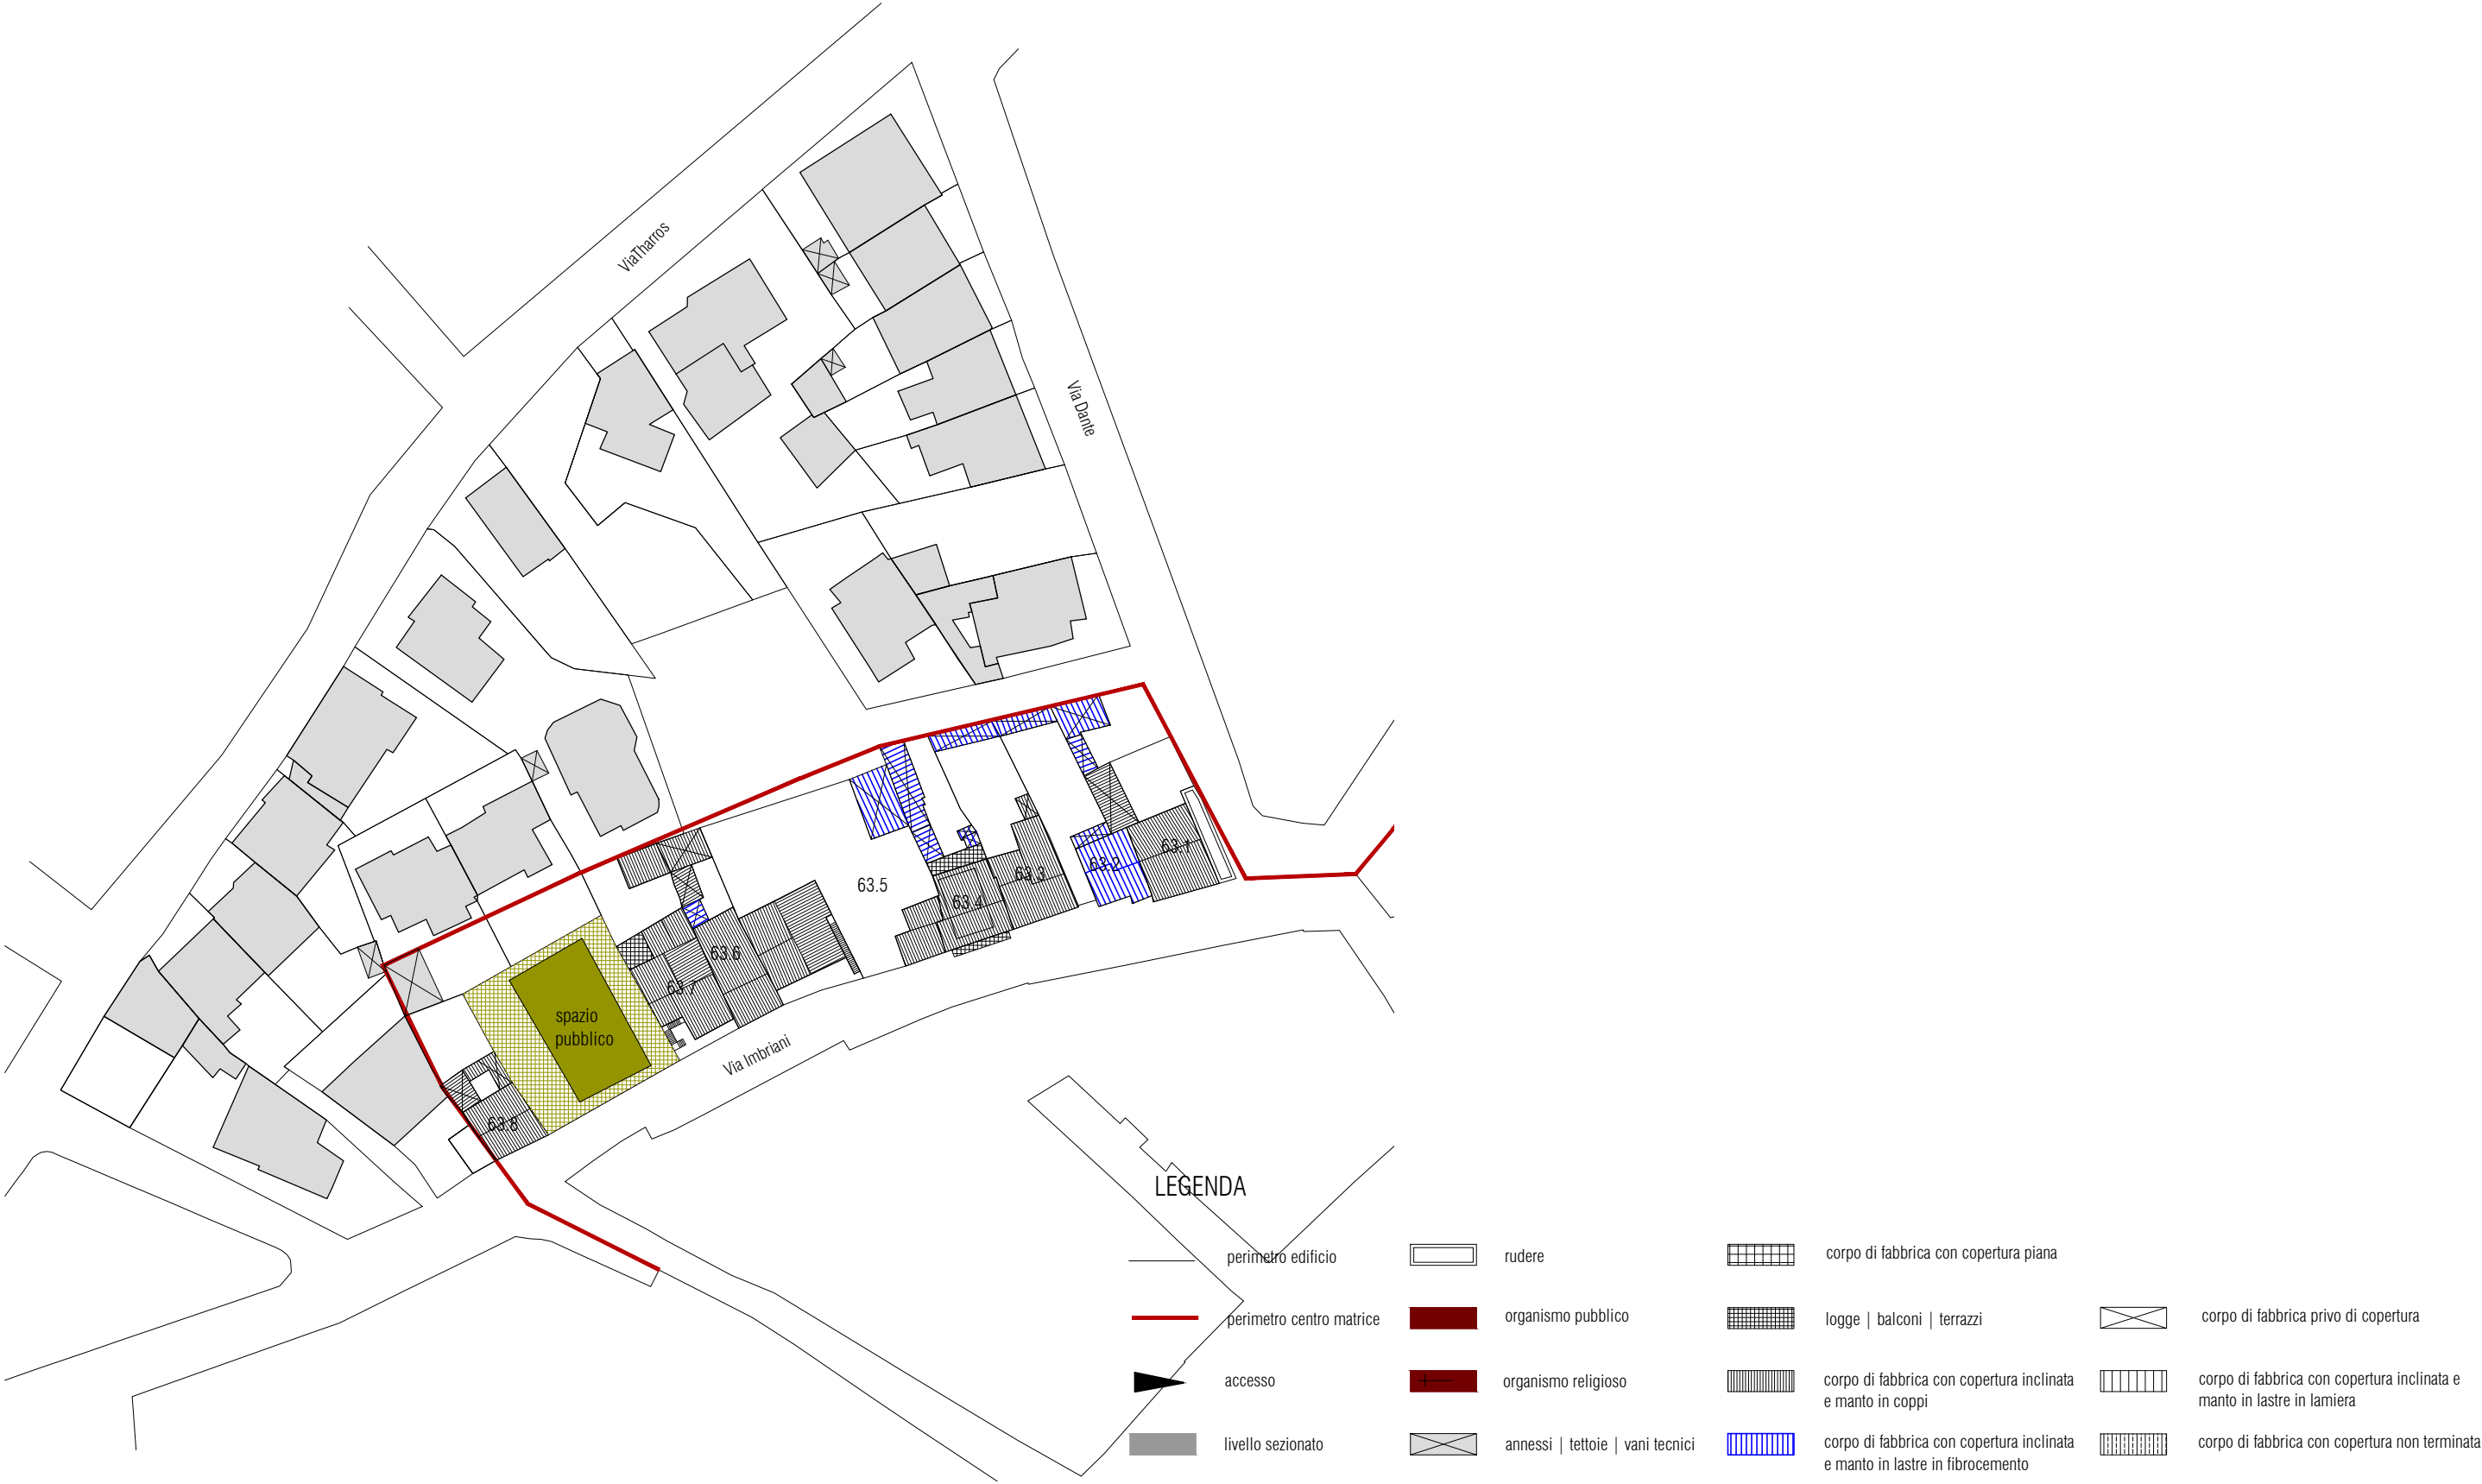 ViaTharros
Via Dante
63.1
63.2
63.3
63.4
63.5
63.6
63.7
63.8
spazio
pubblico
Via Imbriani
LEGENDA
perimetro edificio
perimetro centro matrice
accesso
livello sezionato
rudere
organismo pubblico
organismo religioso
annessi | tettoie | vani tecnici
corpo di fabbrica con copertura piana
logge | balconi | terrazzi
corpo di fabbrica con copertura inclinata
e manto in coppi
corpo di fabbrica con copertura inclinata
e manto in lastre in fibrocemento
corpo di fabbrica privo di copertura
corpo di fabbrica con copertura inclinata e
manto in lastre in lamiera
corpo di fabbrica con copertura non terminata